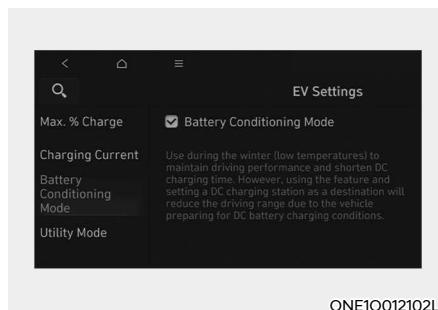 EV Settings
Max. % Charge
Charging Current
Battery
Conditioning
Mode
Utility Mode
Battery Conditioning Mode
Use during the winter (low temperatures) to
maintain driving performance and shorten DC
charging time. However, using the feature and
setting a DC charging station as a destination will
reduce the driving range due to the vehicle
preparing for DC battery charging conditions.
ONE1Q012102L